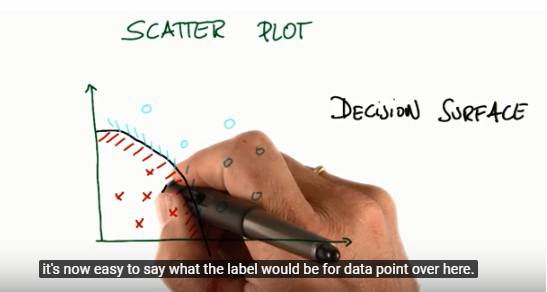 SCATTER PLOT
DECISION SURFACE
it's now easy to say what the label would be for data point over here.